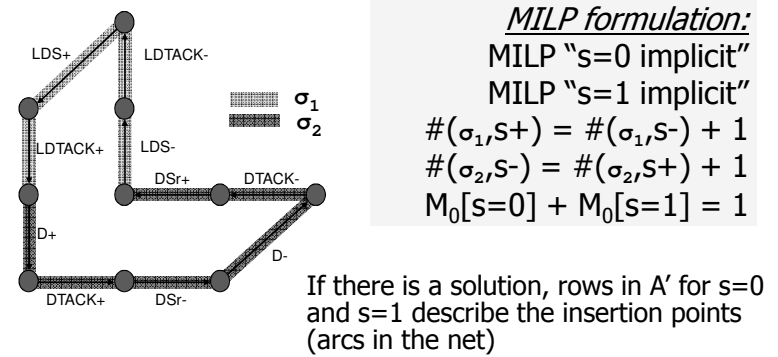 LDS+
LDTACK-
LDTACK+
LDS-
DSr+
DTACK-
D+
D-
DTACK+
DSr-
σ1
σ2
MILP formulation:
MILP “s=0 implicit”
MILP “s=1 implicit”
#(σ1,s+) = #(σ1,s-) + 1
#(σ2,s-) = #(σ2,s+) + 1
M0[s=0] + M0[s=1] = 1
If there is a solution, rows in A’ for s=0
and s=1 describe the insertion points
(arcs in the net)